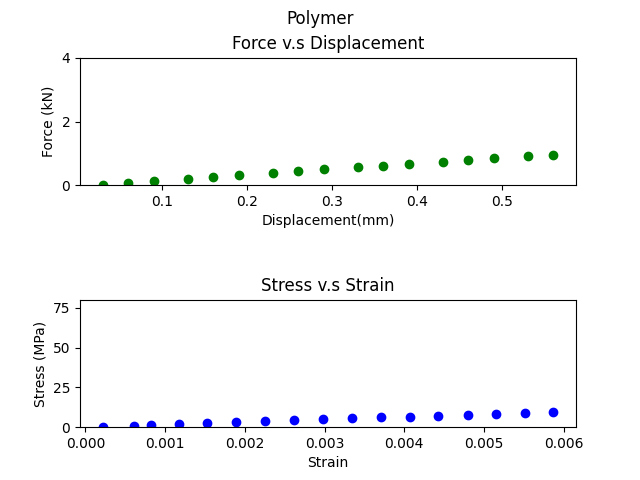 Polymer
Force v.s Displacement
4
2
0
Force (kN)
0.1 0.2 0.3 0.4 0.5
Displacement(mm)
Stress v.s Strain
75
50
25
0
Stress (MPa)
0.000 0.001 0.002 0.003 0.004 0.005 0.006
Strain